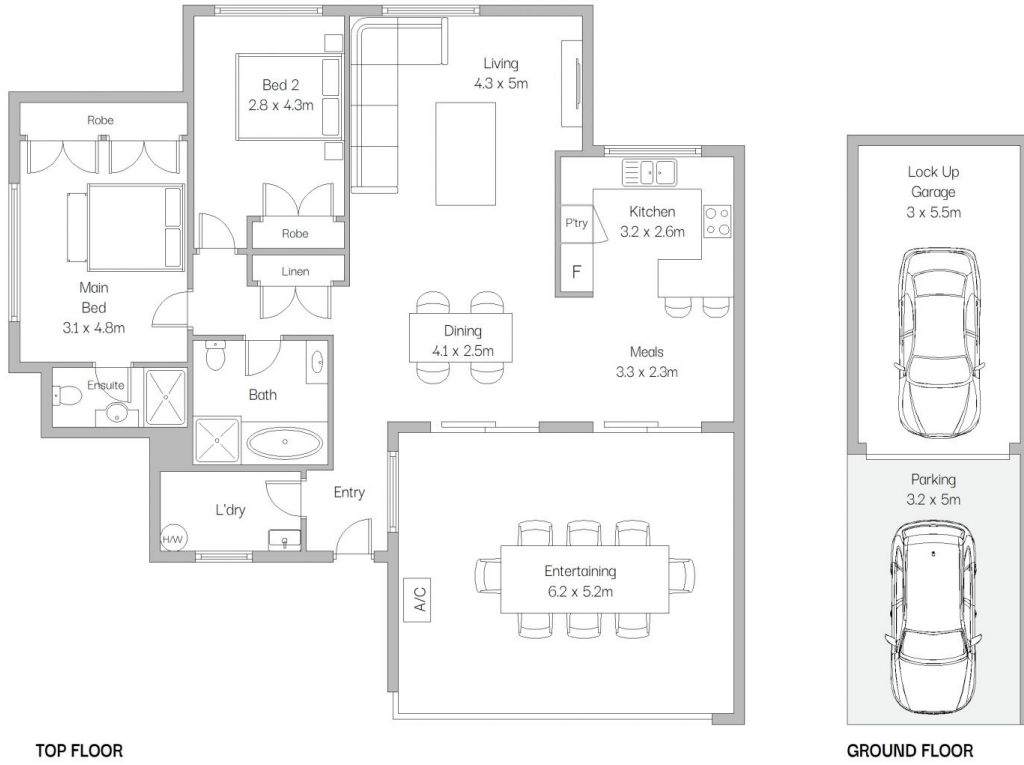 Bed 2
2.8 x 4.3m
Living
4.3 x 5m
Robe
Robe
Linen
Main
Bed
3.1 x 4.8m
P'try
F
Kitchen
3.2 x 2.6m
Dining
4.1 x 2.5m
Meals
3.3 x 2.3m
Ensuite
Bath
L'dry
H/W
Entry
A/C
Entertaining
6.2 x 5.2m
TOP FLOOR
Lock Up
Garage
3 x 5.5m
Parking
3.2 x 5m
GROUND FLOOR